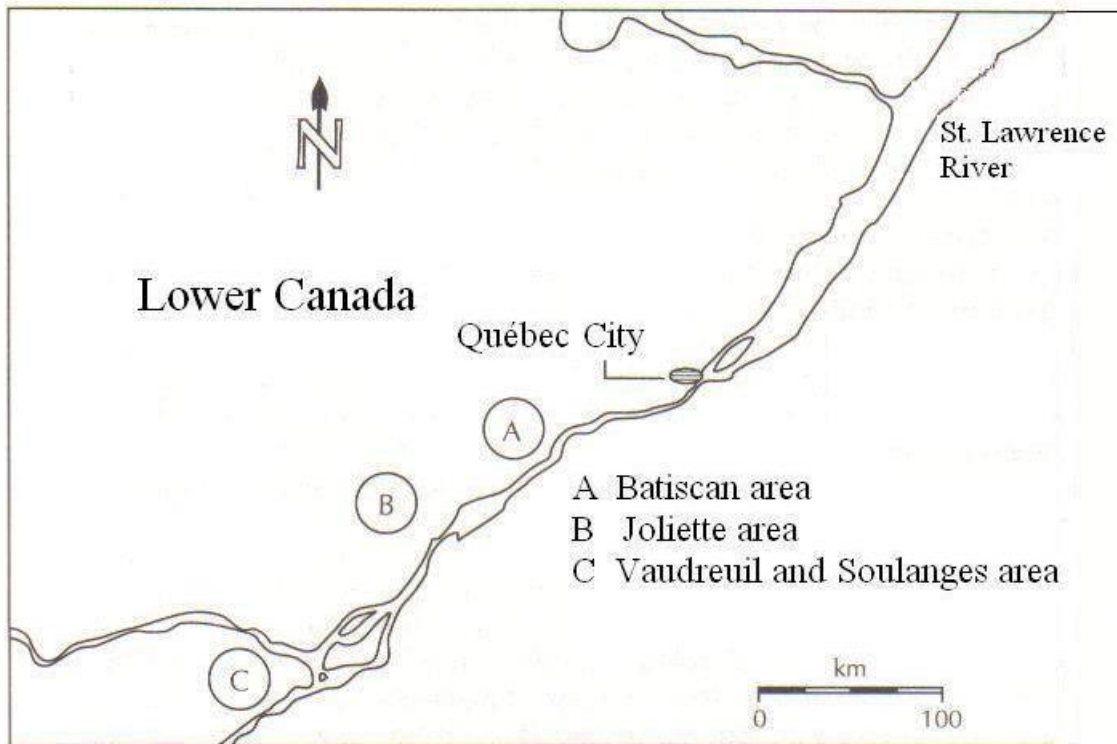 N
St. Lawrence
River
Lower Canada
Québec City
A
B
A Batiscan area
B Joliette area
C Vaudreuil and Soulanges area
C
km
0 100